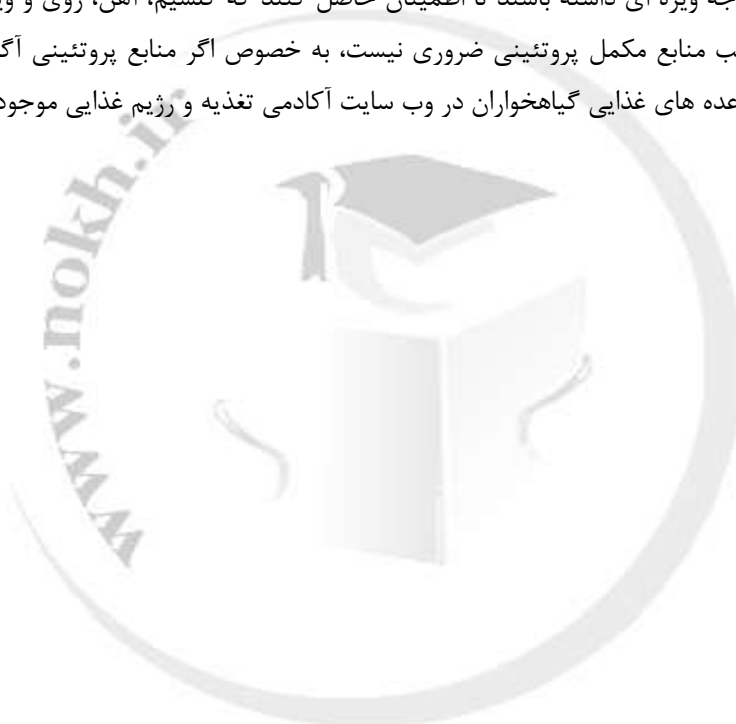 جه ویژه ای داشته باشند تا اطمینان حاصل کنند که کلسیم، آهن، روی و وی
ب منابع مکمل پروتئینی ضروری نیست، به خصوص اگر منابع پروتئینی آگ
عده های غذایی گیاهخواران در وب سایت آکادمی تغذیه و رژیم غذایی موجود
www.nokh.ir